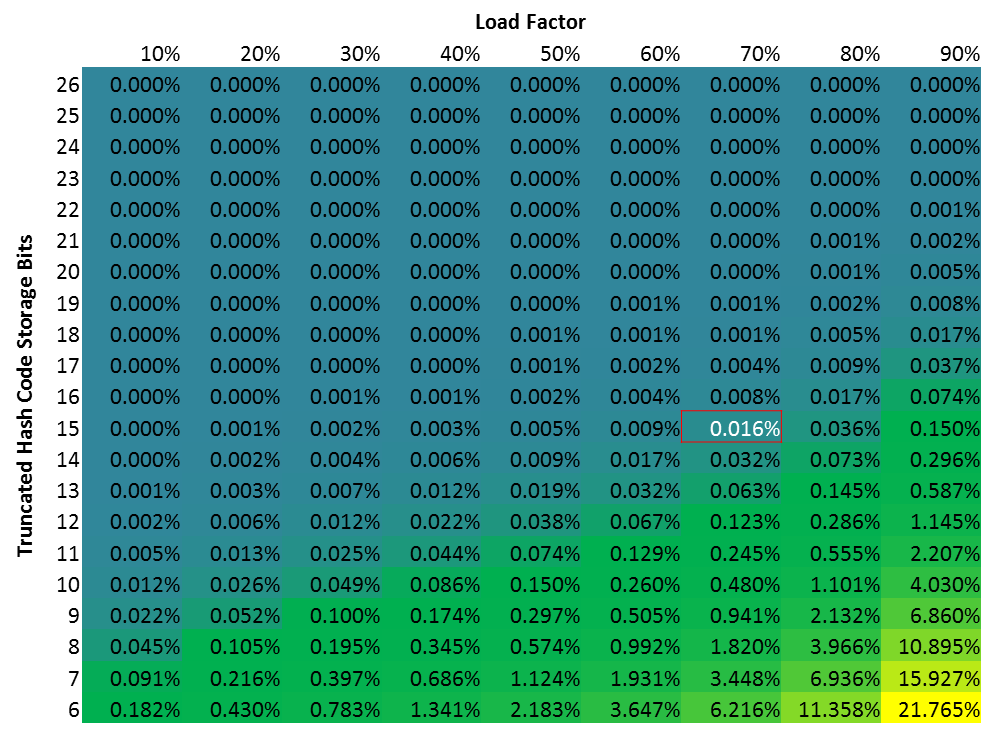 Load Factor
10% 20% 30% 40% 50% 60% 70% 80% 90%
Truncated Hash Code Storage Bits
26 0.000% 0.000% 0.000% 0.000% 0.000% 0.000% 0.000% 0.000% 0.000%
25 0.000% 0.000% 0.000% 0.000% 0.000% 0.000% 0.000% 0.000% 0.000%
24 0.000% 0.000% 0.000% 0.000% 0.000% 0.000% 0.000% 0.000% 0.000%
23 0.000% 0.000% 0.000% 0.000% 0.000% 0.000% 0.000% 0.000% 0.000%
22 0.000% 0.000% 0.000% 0.000% 0.000% 0.000% 0.000% 0.000% 0.001%
21 0.000% 0.000% 0.000% 0.000% 0.000% 0.000% 0.000% 0.001% 0.002%
20 0.000% 0.000% 0.000% 0.000% 0.000% 0.000% 0.000% 0.001% 0.005%
19 0.000% 0.000% 0.000% 0.000% 0.000% 0.001% 0.001% 0.002% 0.008%
18 0.000% 0.000% 0.000% 0.000% 0.001% 0.001% 0.001% 0.005% 0.017%
17 0.000% 0.000% 0.000% 0.000% 0.001% 0.002% 0.004% 0.009% 0.037%
16 0.000% 0.000% 0.001% 0.001% 0.002% 0.004% 0.008% 0.017% 0.074%
15 0.000% 0.001% 0.002% 0.003% 0.005% 0.009% 0.016% 0.036% 0.150%
14 0.000% 0.002% 0.004% 0.006% 0.009% 0.017% 0.032% 0.073% 0.296%
13 0.001% 0.003% 0.007% 0.012% 0.019% 0.032% 0.063% 0.145% 0.587%
12 0.002% 0.006% 0.012% 0.022% 0.038% 0.067% 0.123% 0.286% 1.145%
11 0.005% 0.013% 0.025% 0.044% 0.074% 0.129% 0.245% 0.555% 2.207%
10 0.012% 0.026% 0.049% 0.086% 0.150% 0.260% 0.480% 1.101% 4.030%
9 0.022% 0.052% 0.100% 0.174% 0.297% 0.505% 0.941% 2.132% 6.860%
8 0.045% 0.105% 0.195% 0.345% 0.574% 0.992% 1.820% 3.966% 10.895%
7 0.091% 0.216% 0.397% 0.686% 1.124% 1.931% 3.448% 6.936% 15.927%
6 0.182% 0.430% 0.783% 1.341% 2.183% 3.647% 6.216% 11.358% 21.765%